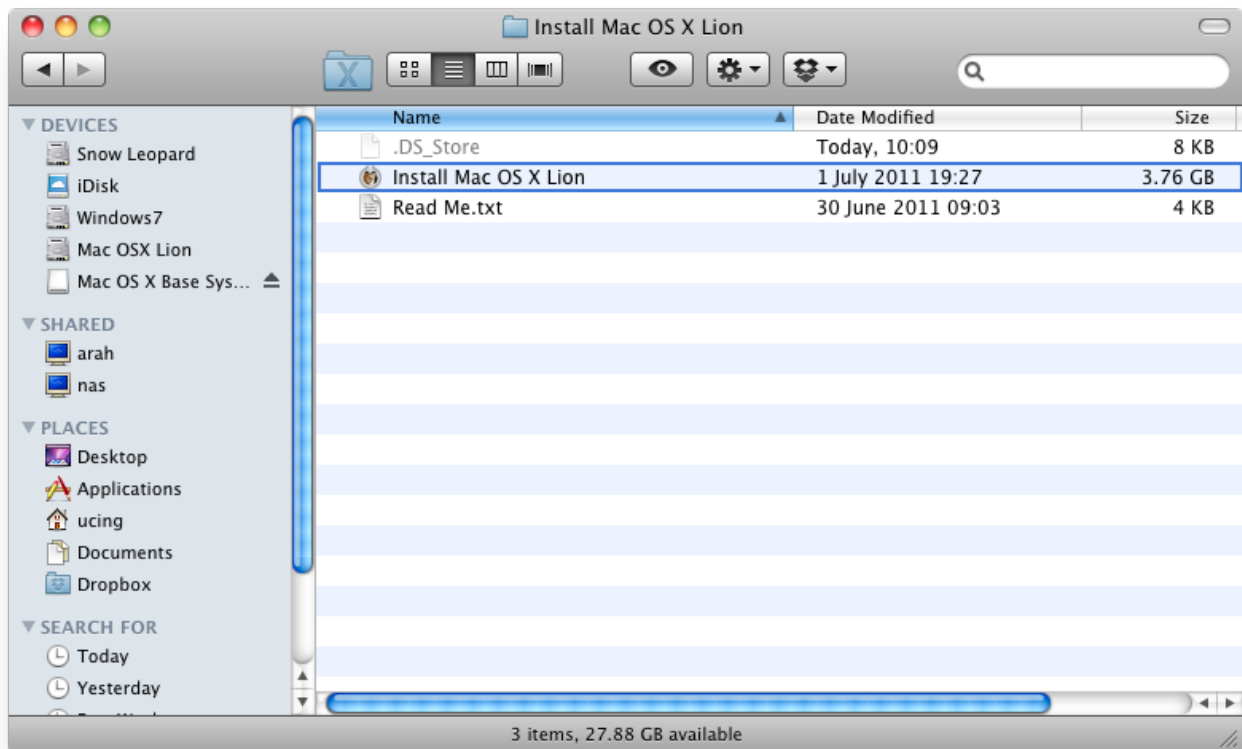 Install Mac OS X Lion
DEVICES
Snow Leopard
iDisk
Windows7
Mac OSX Lion
Mac OS X Base Sys...
SHARED
arah
nas
PLACES
Desktop
Applications
ucing
Documents
Dropbox
SEARCH FOR
Today
Yesterday
Name Date Modified Size
.DS_Store Today, 10:09 8 KB
Install Mac OS X Lion 1 July 2011 19:27 3.76 GB
Read Me.txt 30 June 2011 09:03 4 KB
3 items, 27.88 GB available